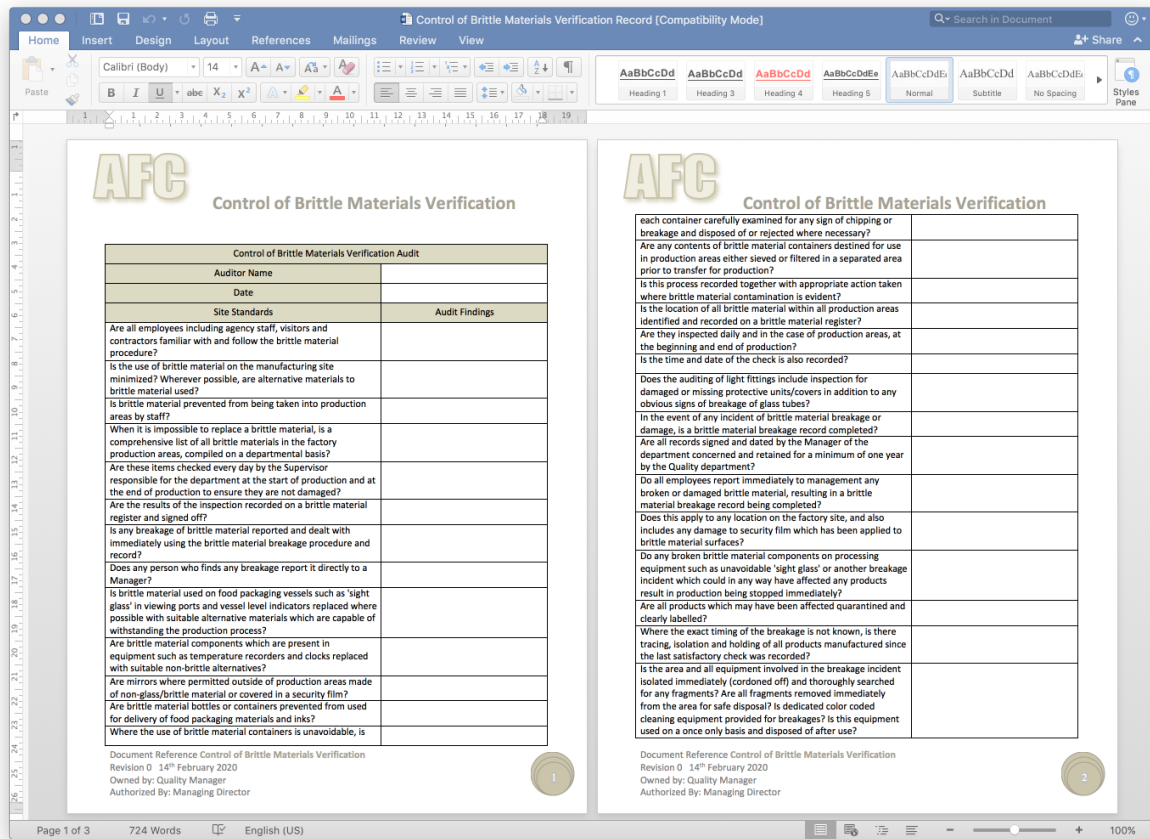 Control of Brittle Materials Verification Record [Compatibility Mode]
Search in Document
Home Insert Design Layout References Mailings Review View
Share
Paste
Calibri (Body) 14
B I U abc X₂ X²
AaBbCcDd AaBbCcDd AaBbCcDd AaBbCcDdEe AaBbCcDdEe AaBbCcDd AaBbCcDdEe
Heading 1 Heading 3 Heading 4 Heading 5 Normal Subtitle No Spacing
Styles
Pane
1 1 2 3 4 5 6 7 8 9 10 11 12 13 14 15 16 17 18 19
AFC
Control of Brittle Materials Verification
Control of Brittle Materials Verification Audit
Auditor Name
Date
Site Standards Audit Findings
Are all employees including agency staff, visitors and
contractors familiar with and follow the brittle material
procedure?
Is the use of brittle material on the manufacturing site
minimized? Wherever possible, are alternative materials to
brittle material used?
Is brittle material prevented from being taken into production
areas by staff?
When it is impossible to replace a brittle material, is a
comprehensive list of all brittle materials in the factory
production areas, compiled on a departmental basis?
Are these items checked every day by the Supervisor
responsible for the department at the start of production and at
the end of production to ensure they are not damaged?
Are the results of the inspection recorded on a brittle material
register and signed off?
Is any breakage of brittle material reported and dealt with
immediately using the brittle material breakage procedure and
record?
Does any person who finds any breakage report it directly to a
Manager?
Is brittle material used on food packaging vessels such as 'sight
glass' in viewing ports and vessel level indicators replaced where
possible with suitable alternative materials which are capable of
withstanding the production process?
Are brittle material components which are present in
equipment such as temperature recorders and clocks replaced
with suitable non-brittle alternatives?
Are mirrors where permitted outside of production areas made
of non-glass/brittle material or covered in a security film?
Are brittle material bottles or containers prevented from used
for delivery of food packaging materials and inks?
Where the use of brittle material containers is unavoidable, is
Document Reference Control of Brittle Materials Verification
Revision 0 14th February 2020
Owned by: Quality Manager
Authorized By: Managing Director
1
AFC
Control of Brittle Materials Verification
each container carefully examined for any sign of chipping or
breakage and disposed of or rejected where necessary?
Are any contents of brittle material containers destined for use
in production areas either sieved or filtered in a separated area
prior to transfer for production?
Is this process recorded together with appropriate action taken
where brittle material contamination is evident?
Is the location of all brittle material within all production areas
identified and recorded on a brittle material register?
Are they inspected daily and in the case of production areas, at
the beginning and end of production?
Is the time and date of the check is also recorded?
Does the auditing of light fittings include inspection for
damaged or missing protective units/covers in addition to any
obvious signs of breakage of glass tubes?
In the event of any incident of brittle material breakage or
damage, is a brittle material breakage record completed?
Are all records signed and dated by the Manager of the
department concerned and retained for a minimum of one year
by the Quality department?
Do all employees report immediately to management any
broken or damaged brittle material, resulting in a brittle
material breakage record being completed?
Does this apply to any location on the factory site, and also
includes any damage to security film which has been applied to
brittle material surfaces?
Do any broken brittle material components on processing
equipment such as unavoidable 'sight glass' or another breakage
incident which could in any way have affected any products
result in production being stopped immediately?
Are all products which may have been affected quarantined and
clearly labelled?
Where the exact timing of the breakage is not known, is there
tracing, isolation and holding of all products manufactured since
the last satisfactory check was recorded?
Is the area and all equipment involved in the breakage incident
isolated immediately (cordoned off) and thoroughly searched
for any fragments? Are all fragments removed immediately
from the area for safe disposal? Is dedicated color coded
cleaning equipment provided for breakages? Is this equipment
used on a once only basis and disposed of after use?
Document Reference Control of Brittle Materials Verification
Revision 0 14th February 2020
Owned by: Quality Manager
Authorized By: Managing Director
2
Page 1 of 3 724 Words English (US) 100%